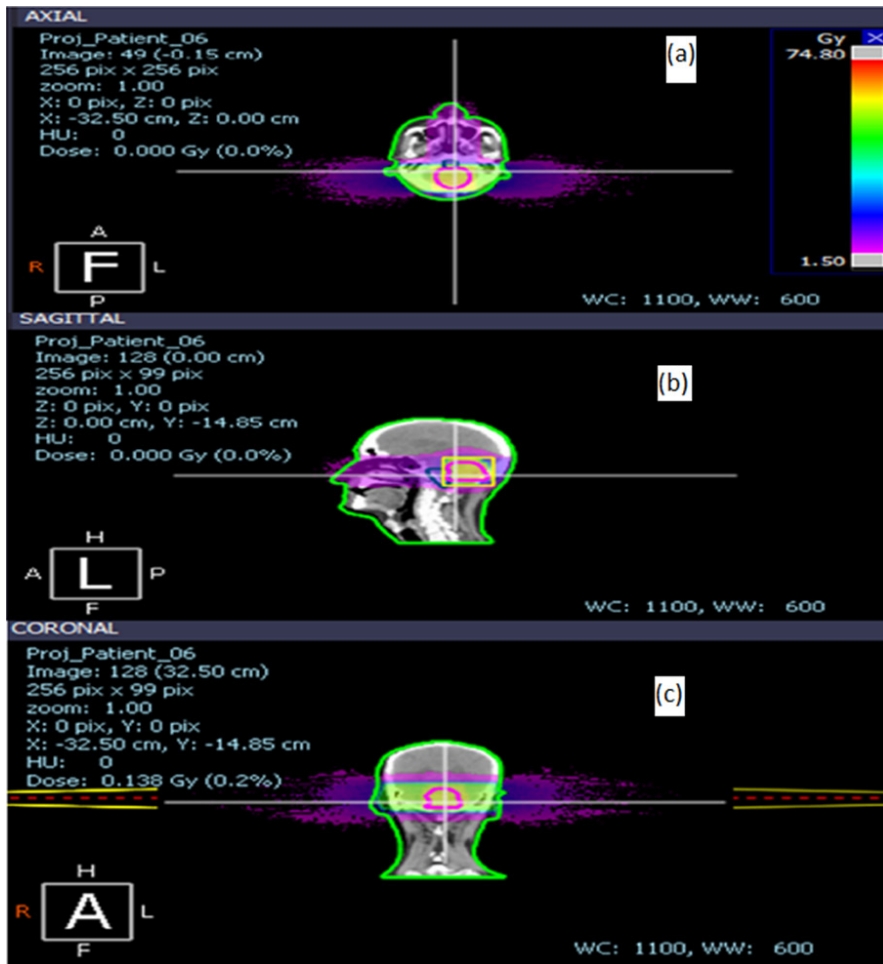 AXIAL
Proj_Patient_06
Image: 49 (-0.15 cm)
256 pix x 256 pix
zoom: 1.00
X: 0 pix, Z: 0 pix
X: -32.50 cm, Z: 0.00 cm
HU: 0
Dose: 0.000 Gy (0.0%)
(a)
Gy X
74.80
1.50
A
R F L
P
WC: 1100, WW: 600
SAGITTAL
Proj_Patient_06
Image: 128 (0.00 cm)
256 pix x 99 pix
zoom: 1.00
Z: 0 pix, Y: 0 pix
Z: 0.00 cm, Y: -14.85 cm
HU: 0
Dose: 0.000 Gy (0.0%)
(b)
H
A L P
F
WC: 1100, WW: 600
CORONAL
Proj_Patient_06
Image: 128 (32.50 cm)
256 pix x 99 pix
zoom: 1.00
X: 0 pix, Y: 0 pix
X: -32.50 cm, Y: -14.85 cm
HU: 0
Dose: 0.138 Gy (0.2%)
(c)
H
R A L
F
WC: 1100, WW: 600